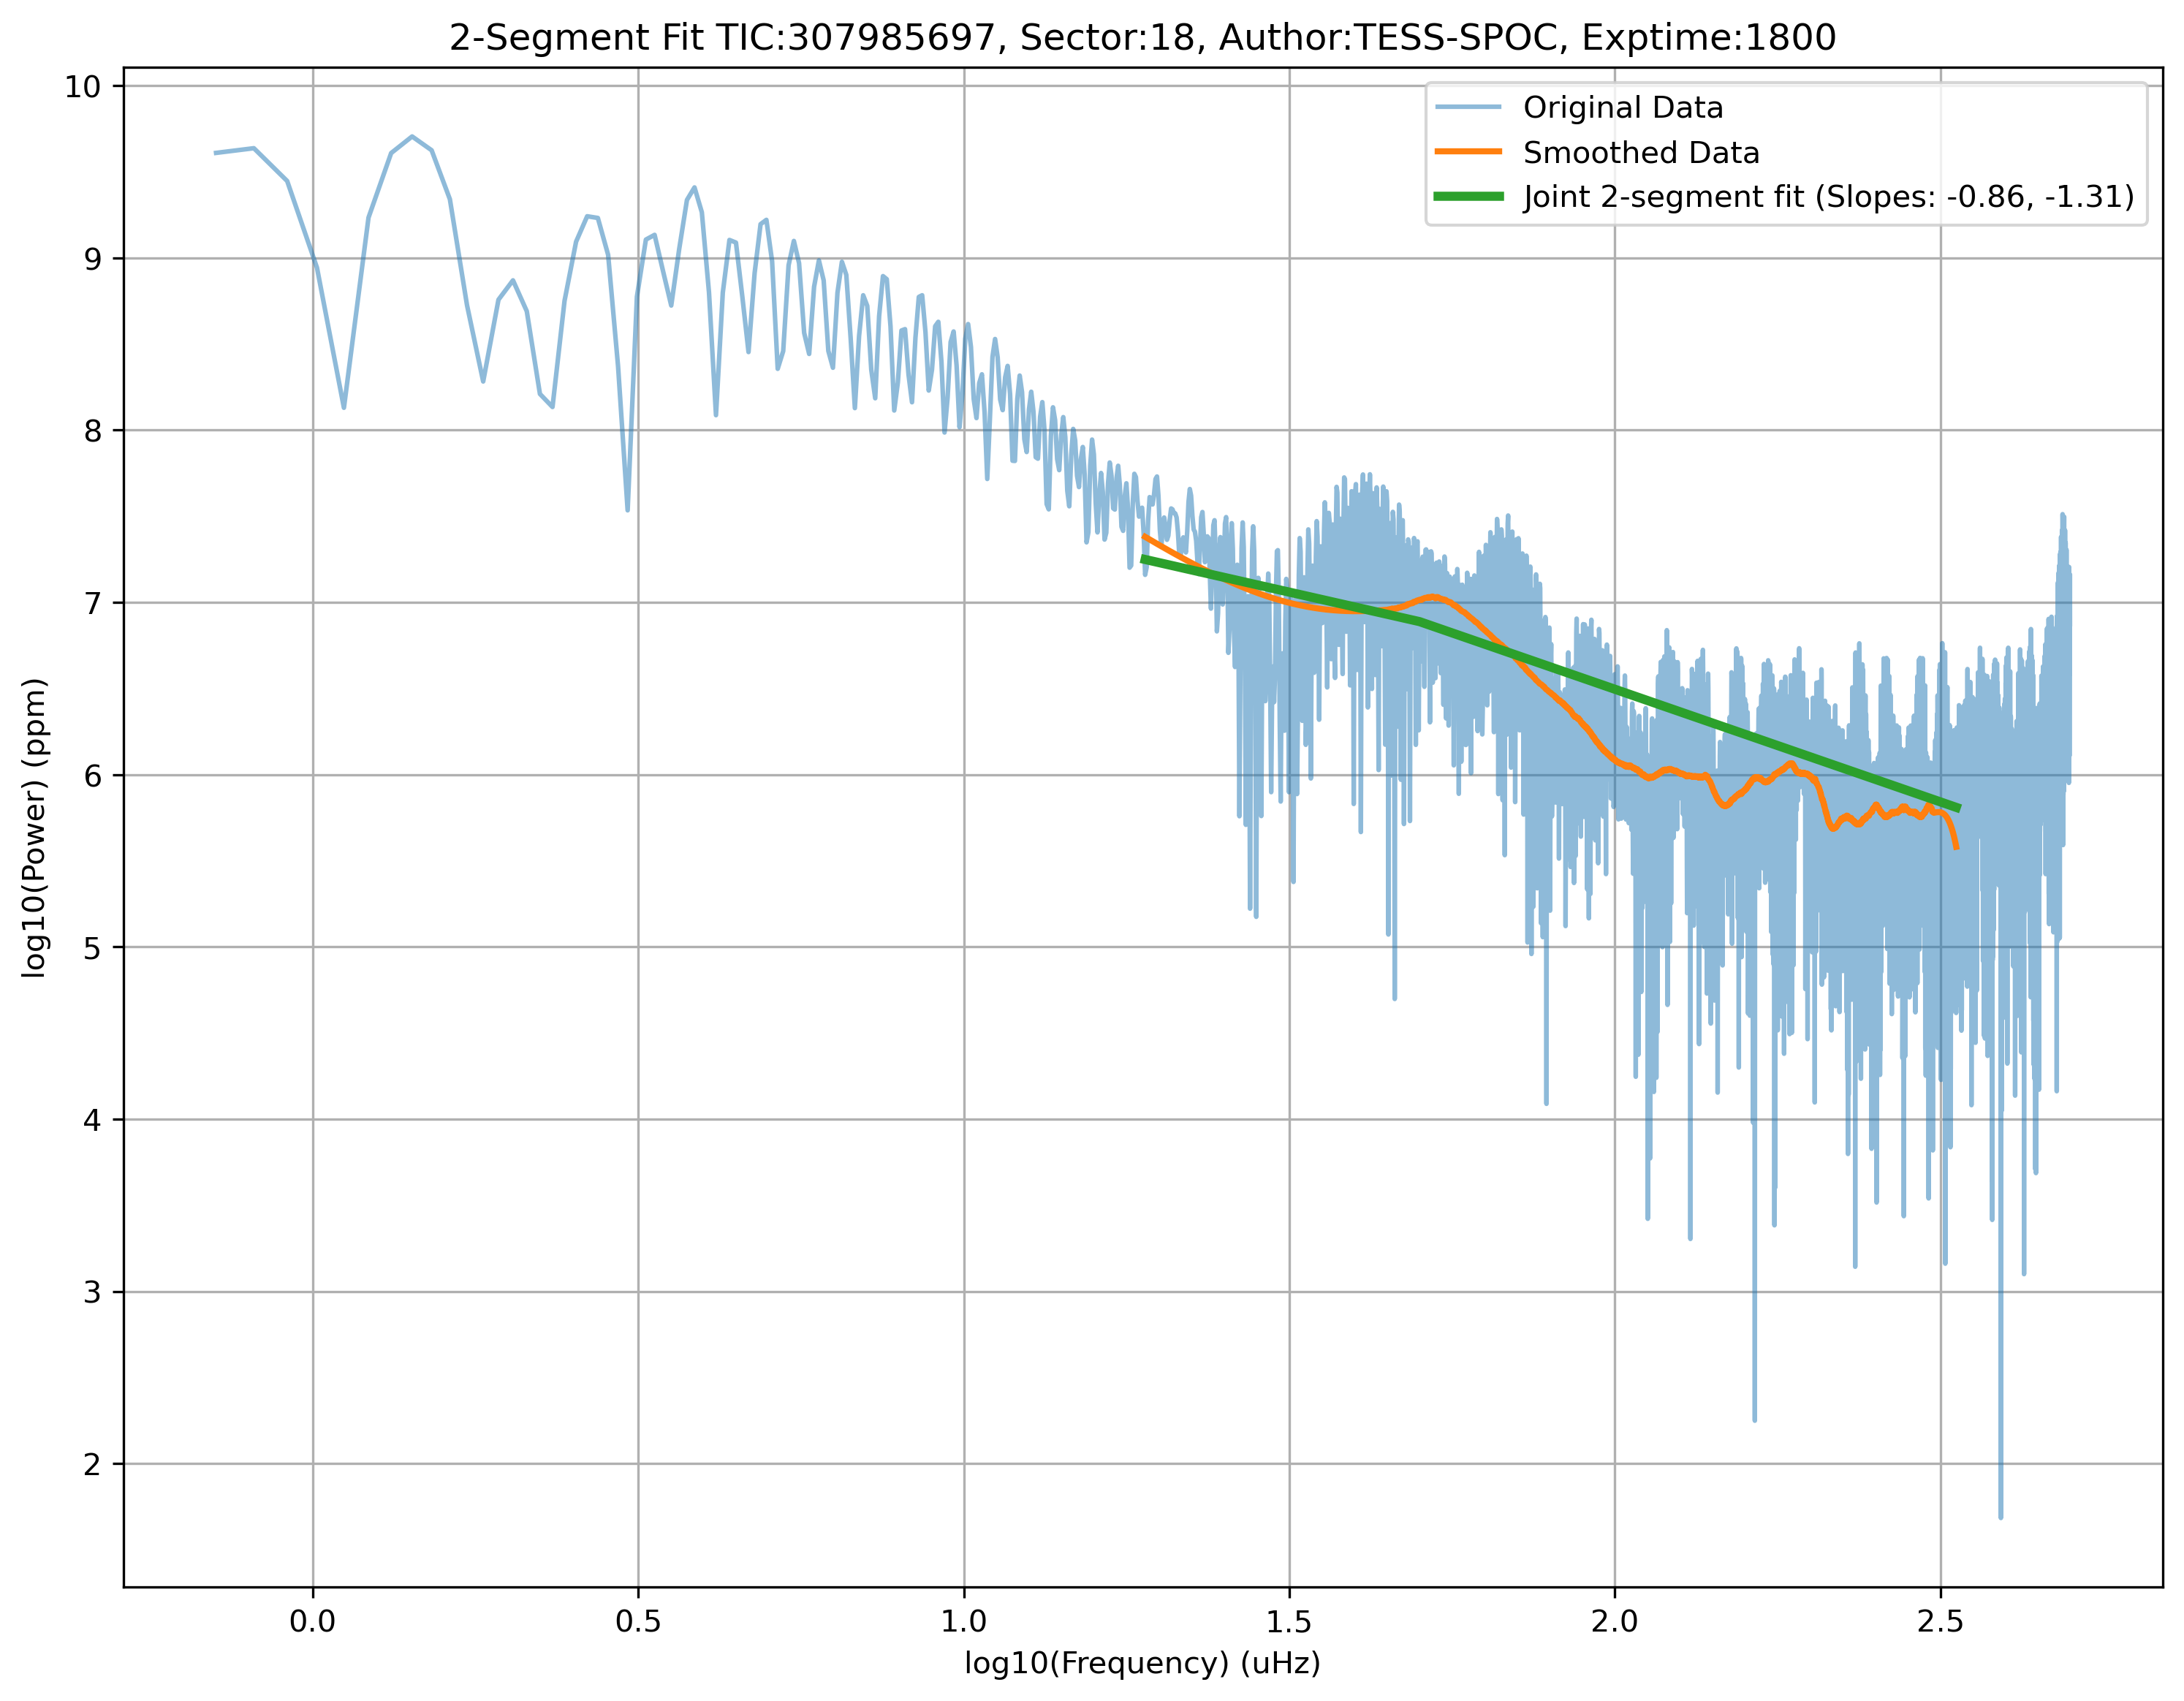 2-Segment Fit TIC:307985697, Sector:18, Author:TESS-SPOC, Exptime:1800
Original Data
Smoothed Data
Joint 2-segment fit (Slopes: -0.86, -1.31)
log10(Power) (ppm)
10
9
8
7
6
5
4
3
2
0.0 0.5 1.0 1.5 2.0 2.5
log10(Frequency) (uHz)